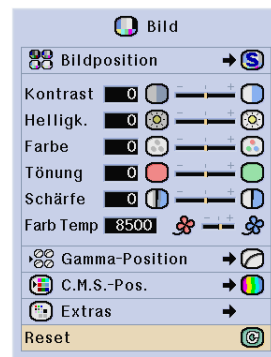 Bild
Bildposition S
Kontrast 0
Helligk. 0
Farbe 0
Tönung 0
Schärfe 0
Farb Temp 8500
Gamma-Position
C.M.S.-Pos.
Extras
Reset